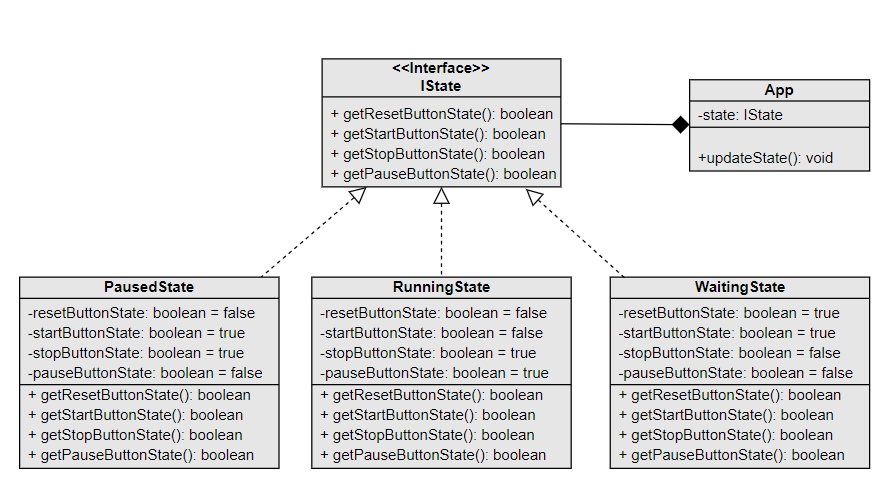 <<Interface>>
IState
+ getResetButtonState(): boolean
+ getStartButtonState(): boolean
+ getStopButtonState(): boolean
+ getPauseButtonState(): boolean
App
-state: IState
+updateState(): void
PausedState
-resetButtonState: boolean = false
-startButtonState: boolean = true
-stopButtonState: boolean = true
-pauseButtonState: boolean = false
+ getResetButtonState(): boolean
+ getStartButtonState(): boolean
+ getStopButtonState(): boolean
+ getPauseButtonState(): boolean
RunningState
-resetButtonState: boolean = false
-startButtonState: boolean = false
-stopButtonState: boolean = true
-pauseButtonState: boolean = true
+ getResetButtonState(): boolean
+ getStartButtonState(): boolean
+ getStopButtonState(): boolean
+ getPauseButtonState(): boolean
WaitingState
-resetButtonState: boolean = true
-startButtonState: boolean = true
-stopButtonState: boolean = false
-pauseButtonState: boolean = false
+ getResetButtonState(): boolean
+ getStartButtonState(): boolean
+ getStopButtonState(): boolean
+ getPauseButtonState(): boolean